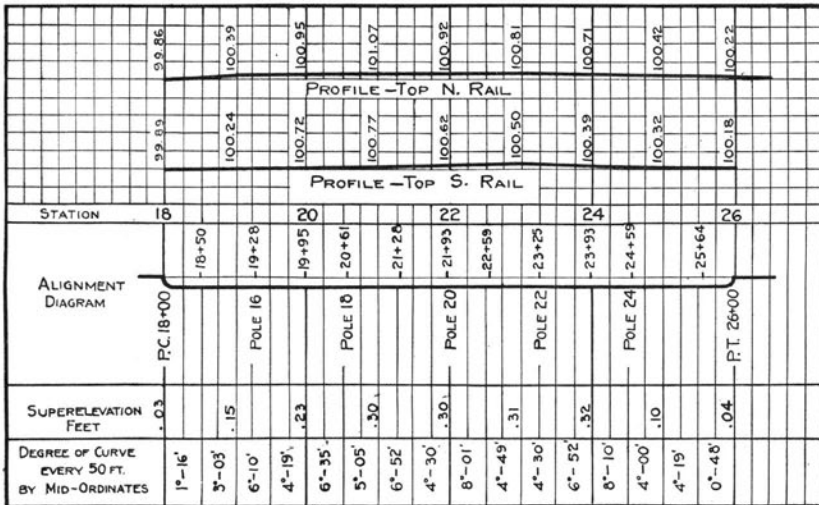 99.86 100.39 100.95 101.07 100.92 100.81 100.71 100.42 100.22
PROFILE-TOP N. RAIL
99.89 100.24 100.72 100.77 100.62 100.50 100.39 100.32 100.18
PROFILE-TOP S. RAIL
STATION 18 20 22 24 26
18+50 19+28 19+95 20+61 21+28 21+93 22+59 23+25 23+93 24+59 25+64
ALIGNMENT
DIAGRAM
P.C. 18+00 POLE 16 POLE 18 POLE 20 POLE 22 POLE 24 P.T. 26+00
SUPERELEVATION
FEET
.03 .15 .23 .30 .30 .31 .32 .10 .04
DEGREE OF CURVE
EVERY 50 FT.
BY MID-ORDINATES
1°-16' 3°-03' 6°-10' 4°-19' 6°-35' 5°-05' 6°-52' 4°-30' 8°-01' 4°-49' 4°-30' 6°-52' 8°-10' 4°-00' 4°-19' 0°-48'